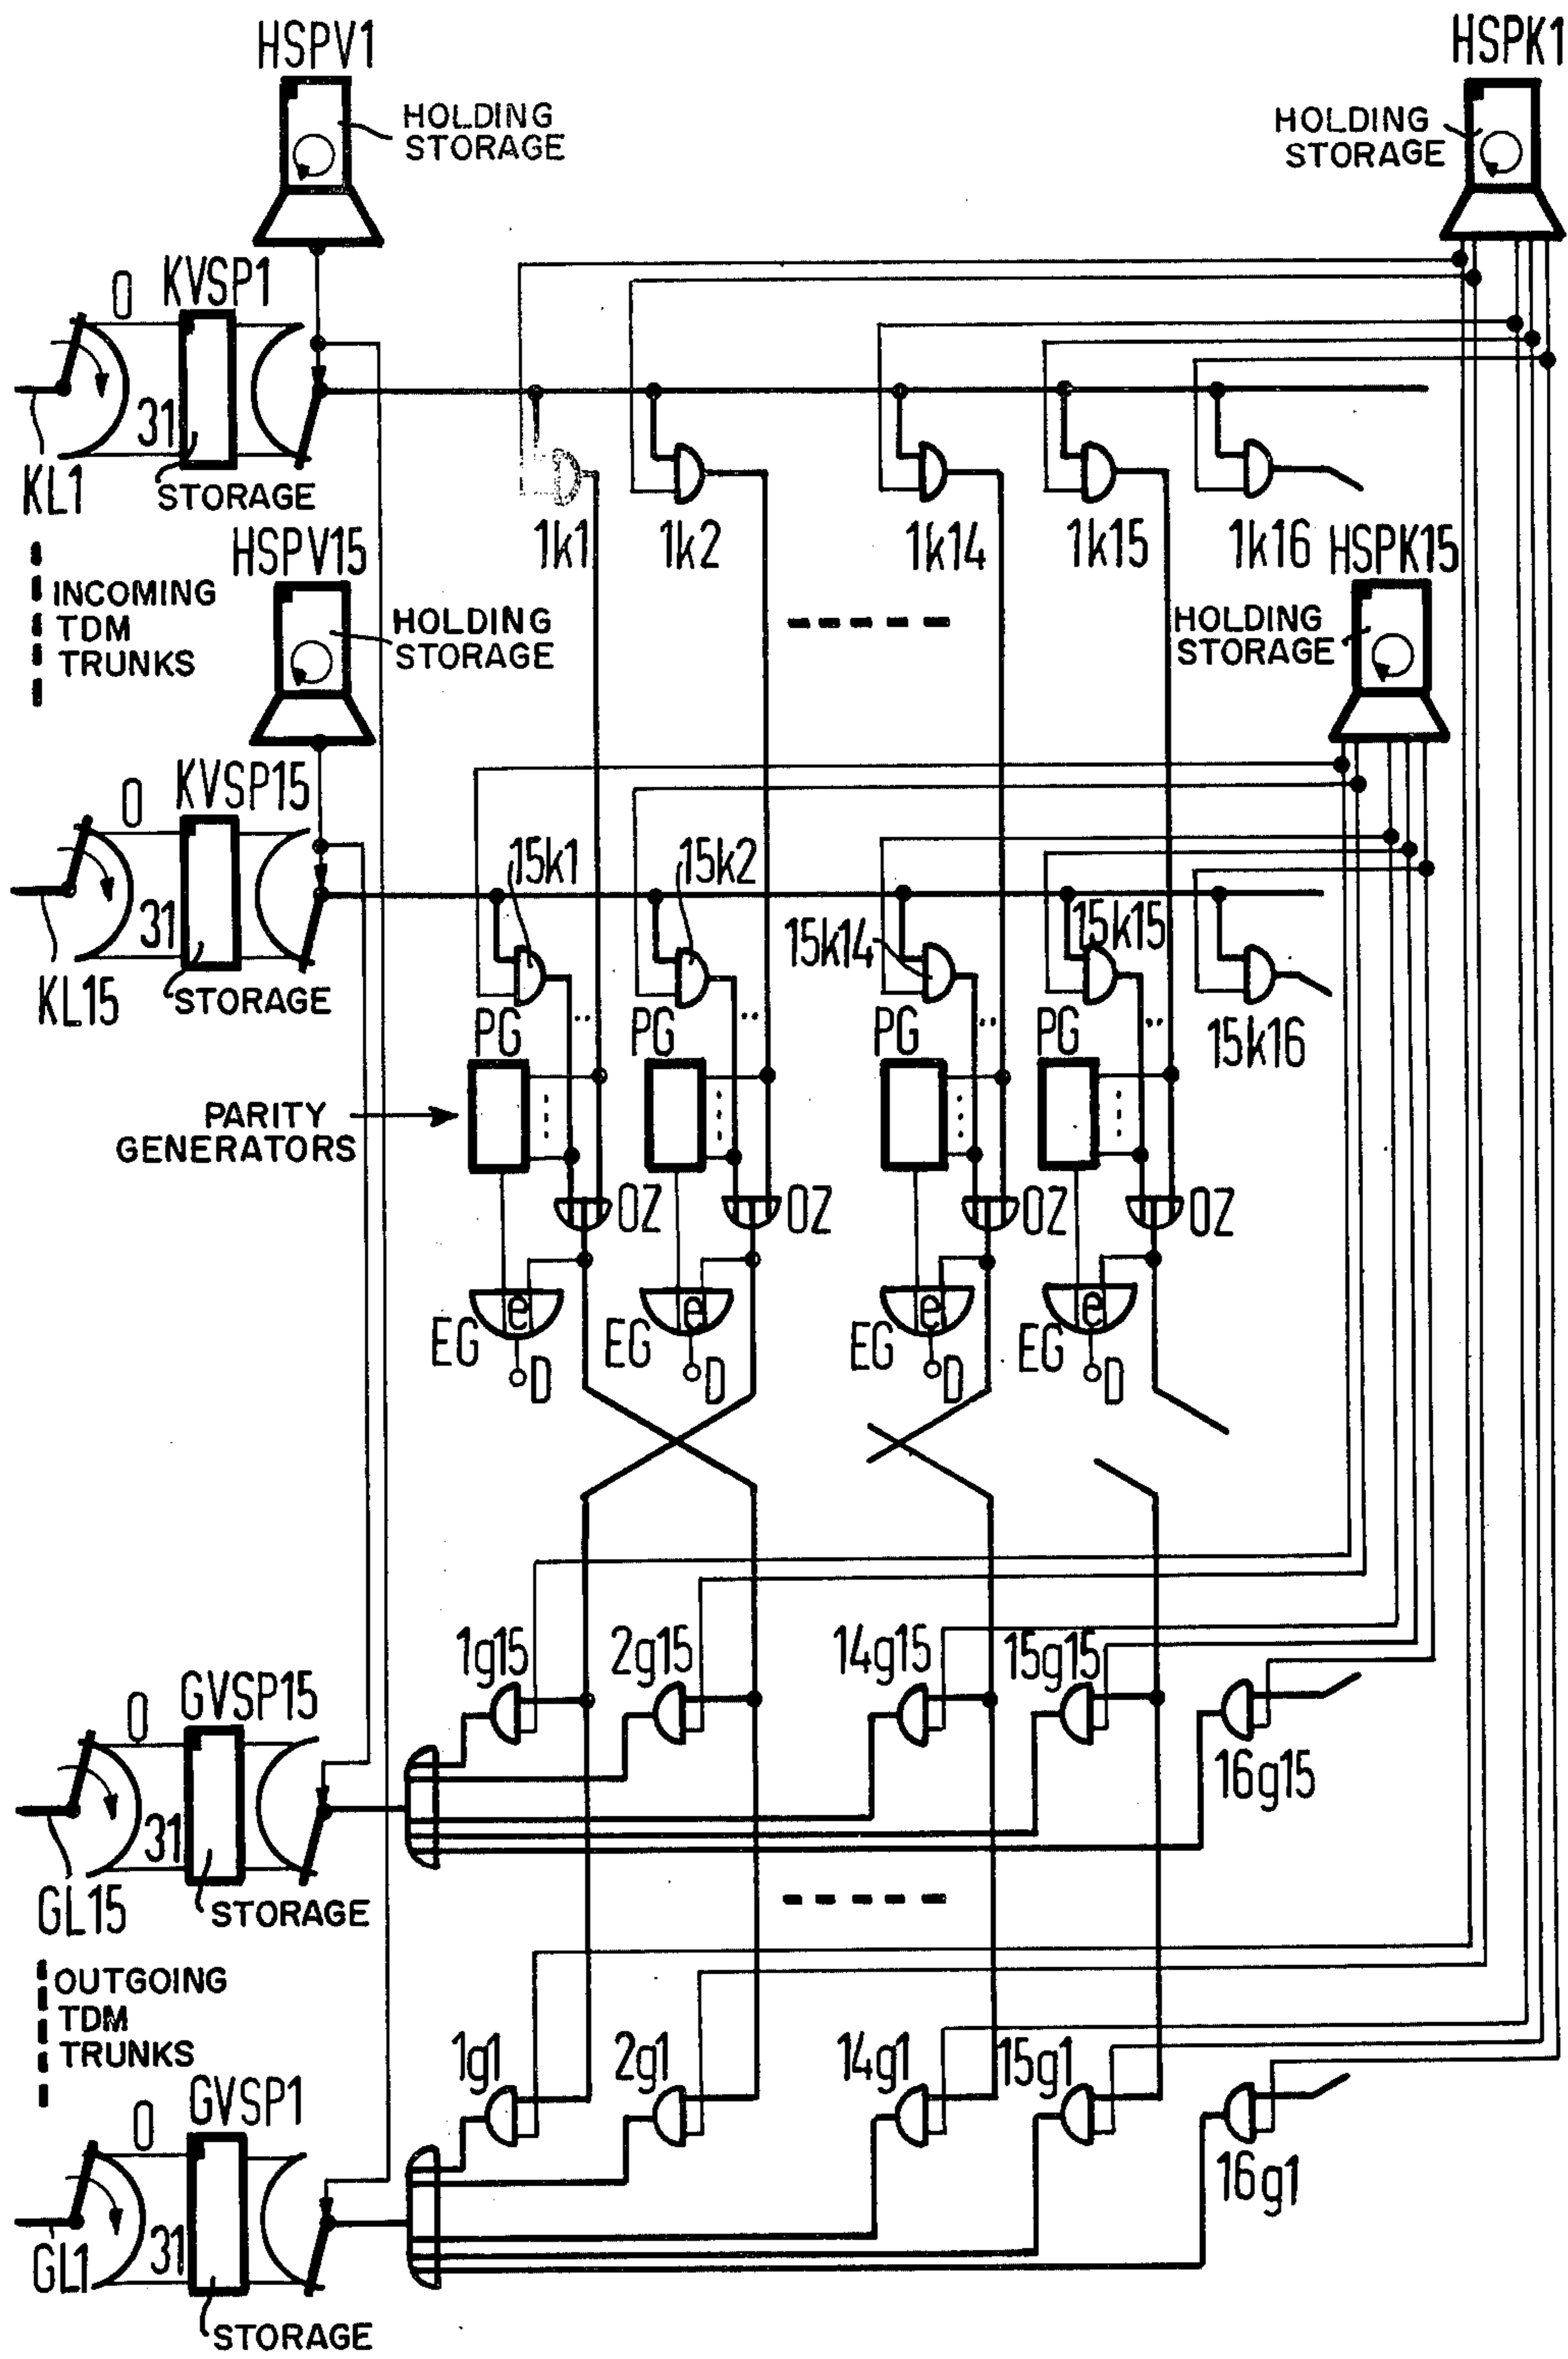 HSPV1
HSPK1
HOLDING
STORAGE
HOLDING
STORAGE
KVSP1
0
31
KL1
STORAGE
1k1
1k2
1k14
1k15
1k16
HSPV15
HSPK15
INCOMING
TDM
TRUNKS
HOLDING
STORAGE
HOLDING
STORAGE
KVSP15
0
31
KL15
STORAGE
15k1
15k2
15k14
15k15
15k16
PG
PG
PG
PG
PARITY
GENERATORS
OZ
OZ
OZ
OZ
e
e
e
e
EG
EG
EG
EG
D
D
D
D
1g15
2g15
14g15
15g15
16g15
GVSP15
0
31
GL15
STORAGE
OUTGOING
TDM
TRUNKS
1g1
2g1
14g1
15g1
16g1
GVSP1
0
31
GL1
STORAGE